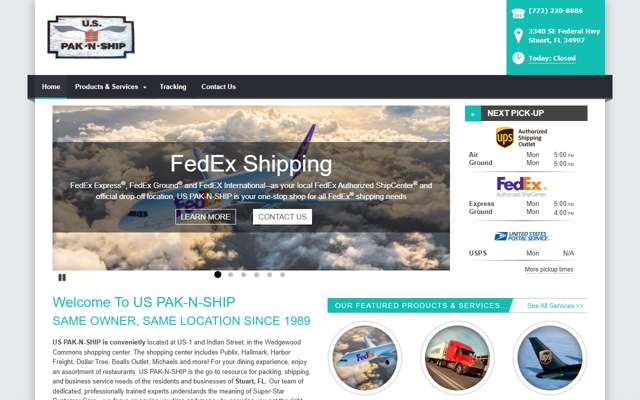 U.S.
PAK-N-SHIP
(772) 220-8886
3340 SE Federal Hwy
Stuart, FL 34997
Today: Closed
Home
Products & Services
Tracking
Contact Us
FedEx Shipping
FedEx Express®, FedEx Ground® and FedEX International--as your local FedEx Authorized ShipCenter® and
official drop-off location, US PAK-N-SHIP is your one-stop shop for all FedEx® shipping needs
LEARN MORE
CONTACT US
NEXT PICK-UP
ups
Authorized
Shipping
Outlet
Air Mon 5:00 PM
Ground Mon 5:00 PM
FedEx
Authorized ShipCenter
Express Mon 5:00 PM
Ground Mon 4:00 PM
UNITED STATES
POSTAL SERVICE
USPS Mon N/A
More pickup times
Welcome To US PAK-N-SHIP
SAME OWNER, SAME LOCATION SINCE 1989
US PAK-N-SHIP is convenietly located at US-1 and Indian Street, in the Wedgewood
Commons shopping center. The shopping center includes Publix, Hallmark, Harbor
Freight, Dollar Tree, Bealls Outlet, Michaels and more! For your dining experience, enjoy
an assortment of restaurants. US PAK-N-SHIP is the go-to resource for packing, shipping,
and business service needs of the residents and businesses of Stuart, FL. Our team of
dedicated, professionally trained experts understands the meaning of Super-Star
OUR FEATURED PRODUCTS & SERVICES...
See All Services >>